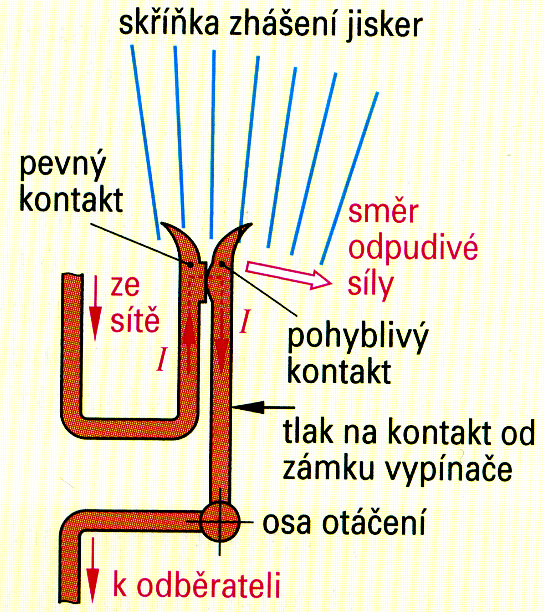 skříňka zhášení jisker
pevný
kontakt
směr
odpudivé
síly
ze
sítě
I
I
pohyblivý
kontakt
tlak na kontakt od
zámku vypínače
osa otáčení
k odběrateli